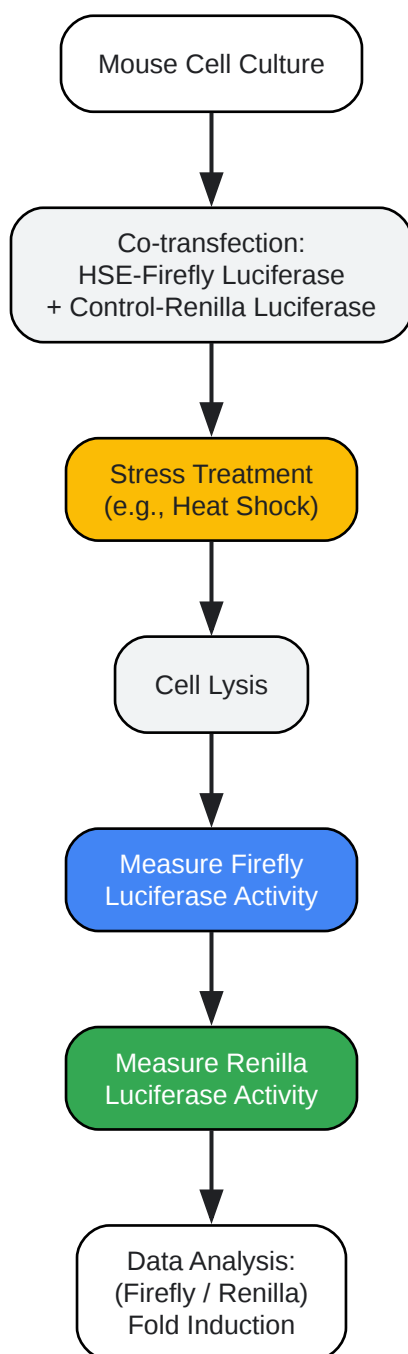 Mouse Cell Culture
Co-transfection:
HSE-Firefly Luciferase
+ Control-Renilla Luciferase
Stress Treatment
(e.g., Heat Shock)
Cell Lysis
Measure Firefly
Luciferase Activity
Measure Renilla
Luciferase Activity
Data Analysis:
(Firefly / Renilla)
Fold Induction